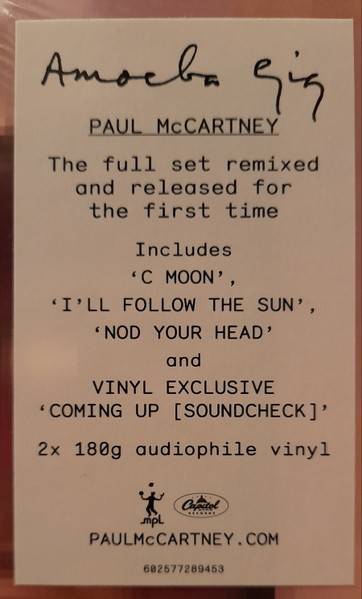 Amoeba Gig
PAUL McCARTNEY
The full set remixed
and released for
the first time
Includes
‘C MOON’,
‘I’LL FOLLOW THE SUN’,
‘NOD YOUR HEAD’
and
VINYL EXCLUSIVE
‘COMING UP [SOUNDCHECK]’
2x 180g audiophile vinyl
mpl Capitol RECORDS
PAULMcCARTNEY.COM
602577289453